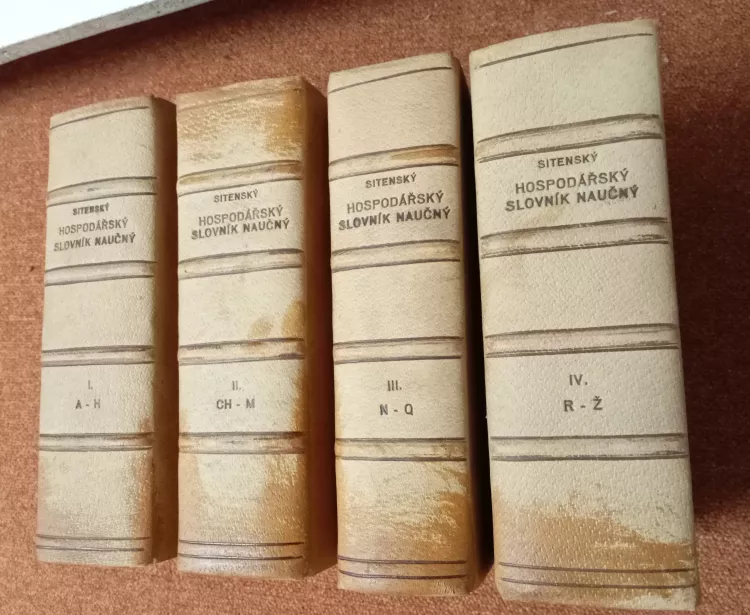 SITENSKÝ
HOSPODÁŘSKÝ
SLOVNÍK NAUČNÝ
I.
A - H
SITENSKÝ
HOSPODÁŘSKÝ
SLOVNÍK NAUČNÝ
II.
CH - M
SITENSKÝ
HOSPODÁŘSKÝ
SLOVNÍK NAUČNÝ
III.
N - Q
SITENSKÝ
HOSPODÁŘSKÝ
SLOVNÍK NAUČNÝ
IV.
R - Ž